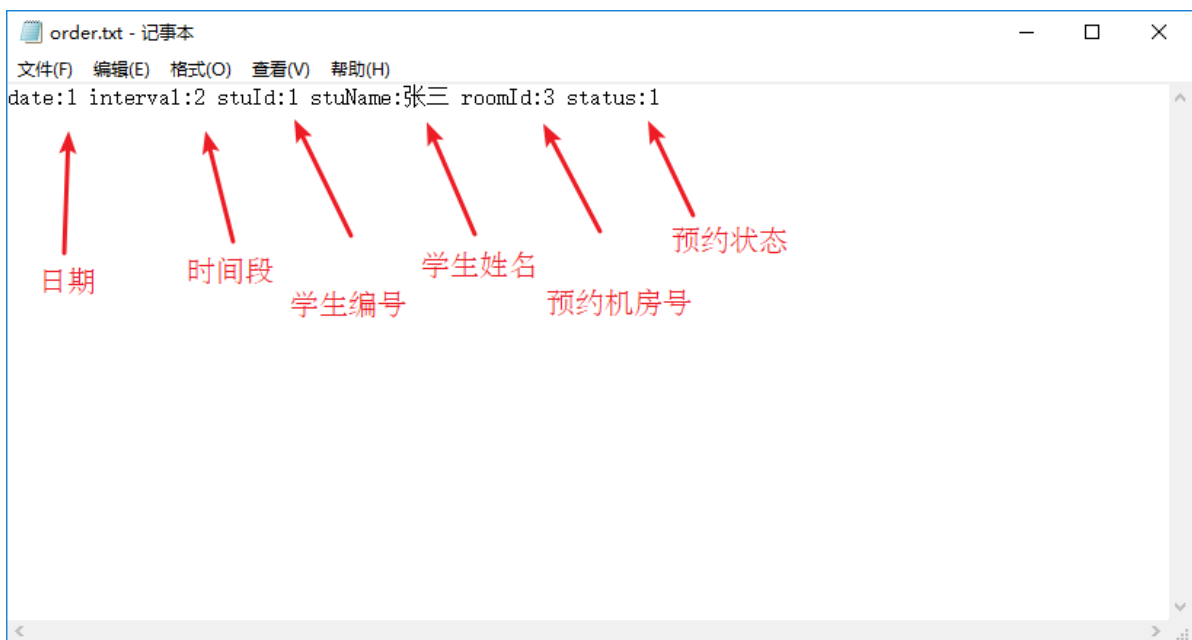 order.txt - 记事本
文件(F) 编辑(E) 格式(O) 查看(V) 帮助(H)
date:1 interval:2 stuId:1 stuName:张三 roomId:3 status:1
日期
时间段
学生编号
学生姓名
预约机房号
预约状态